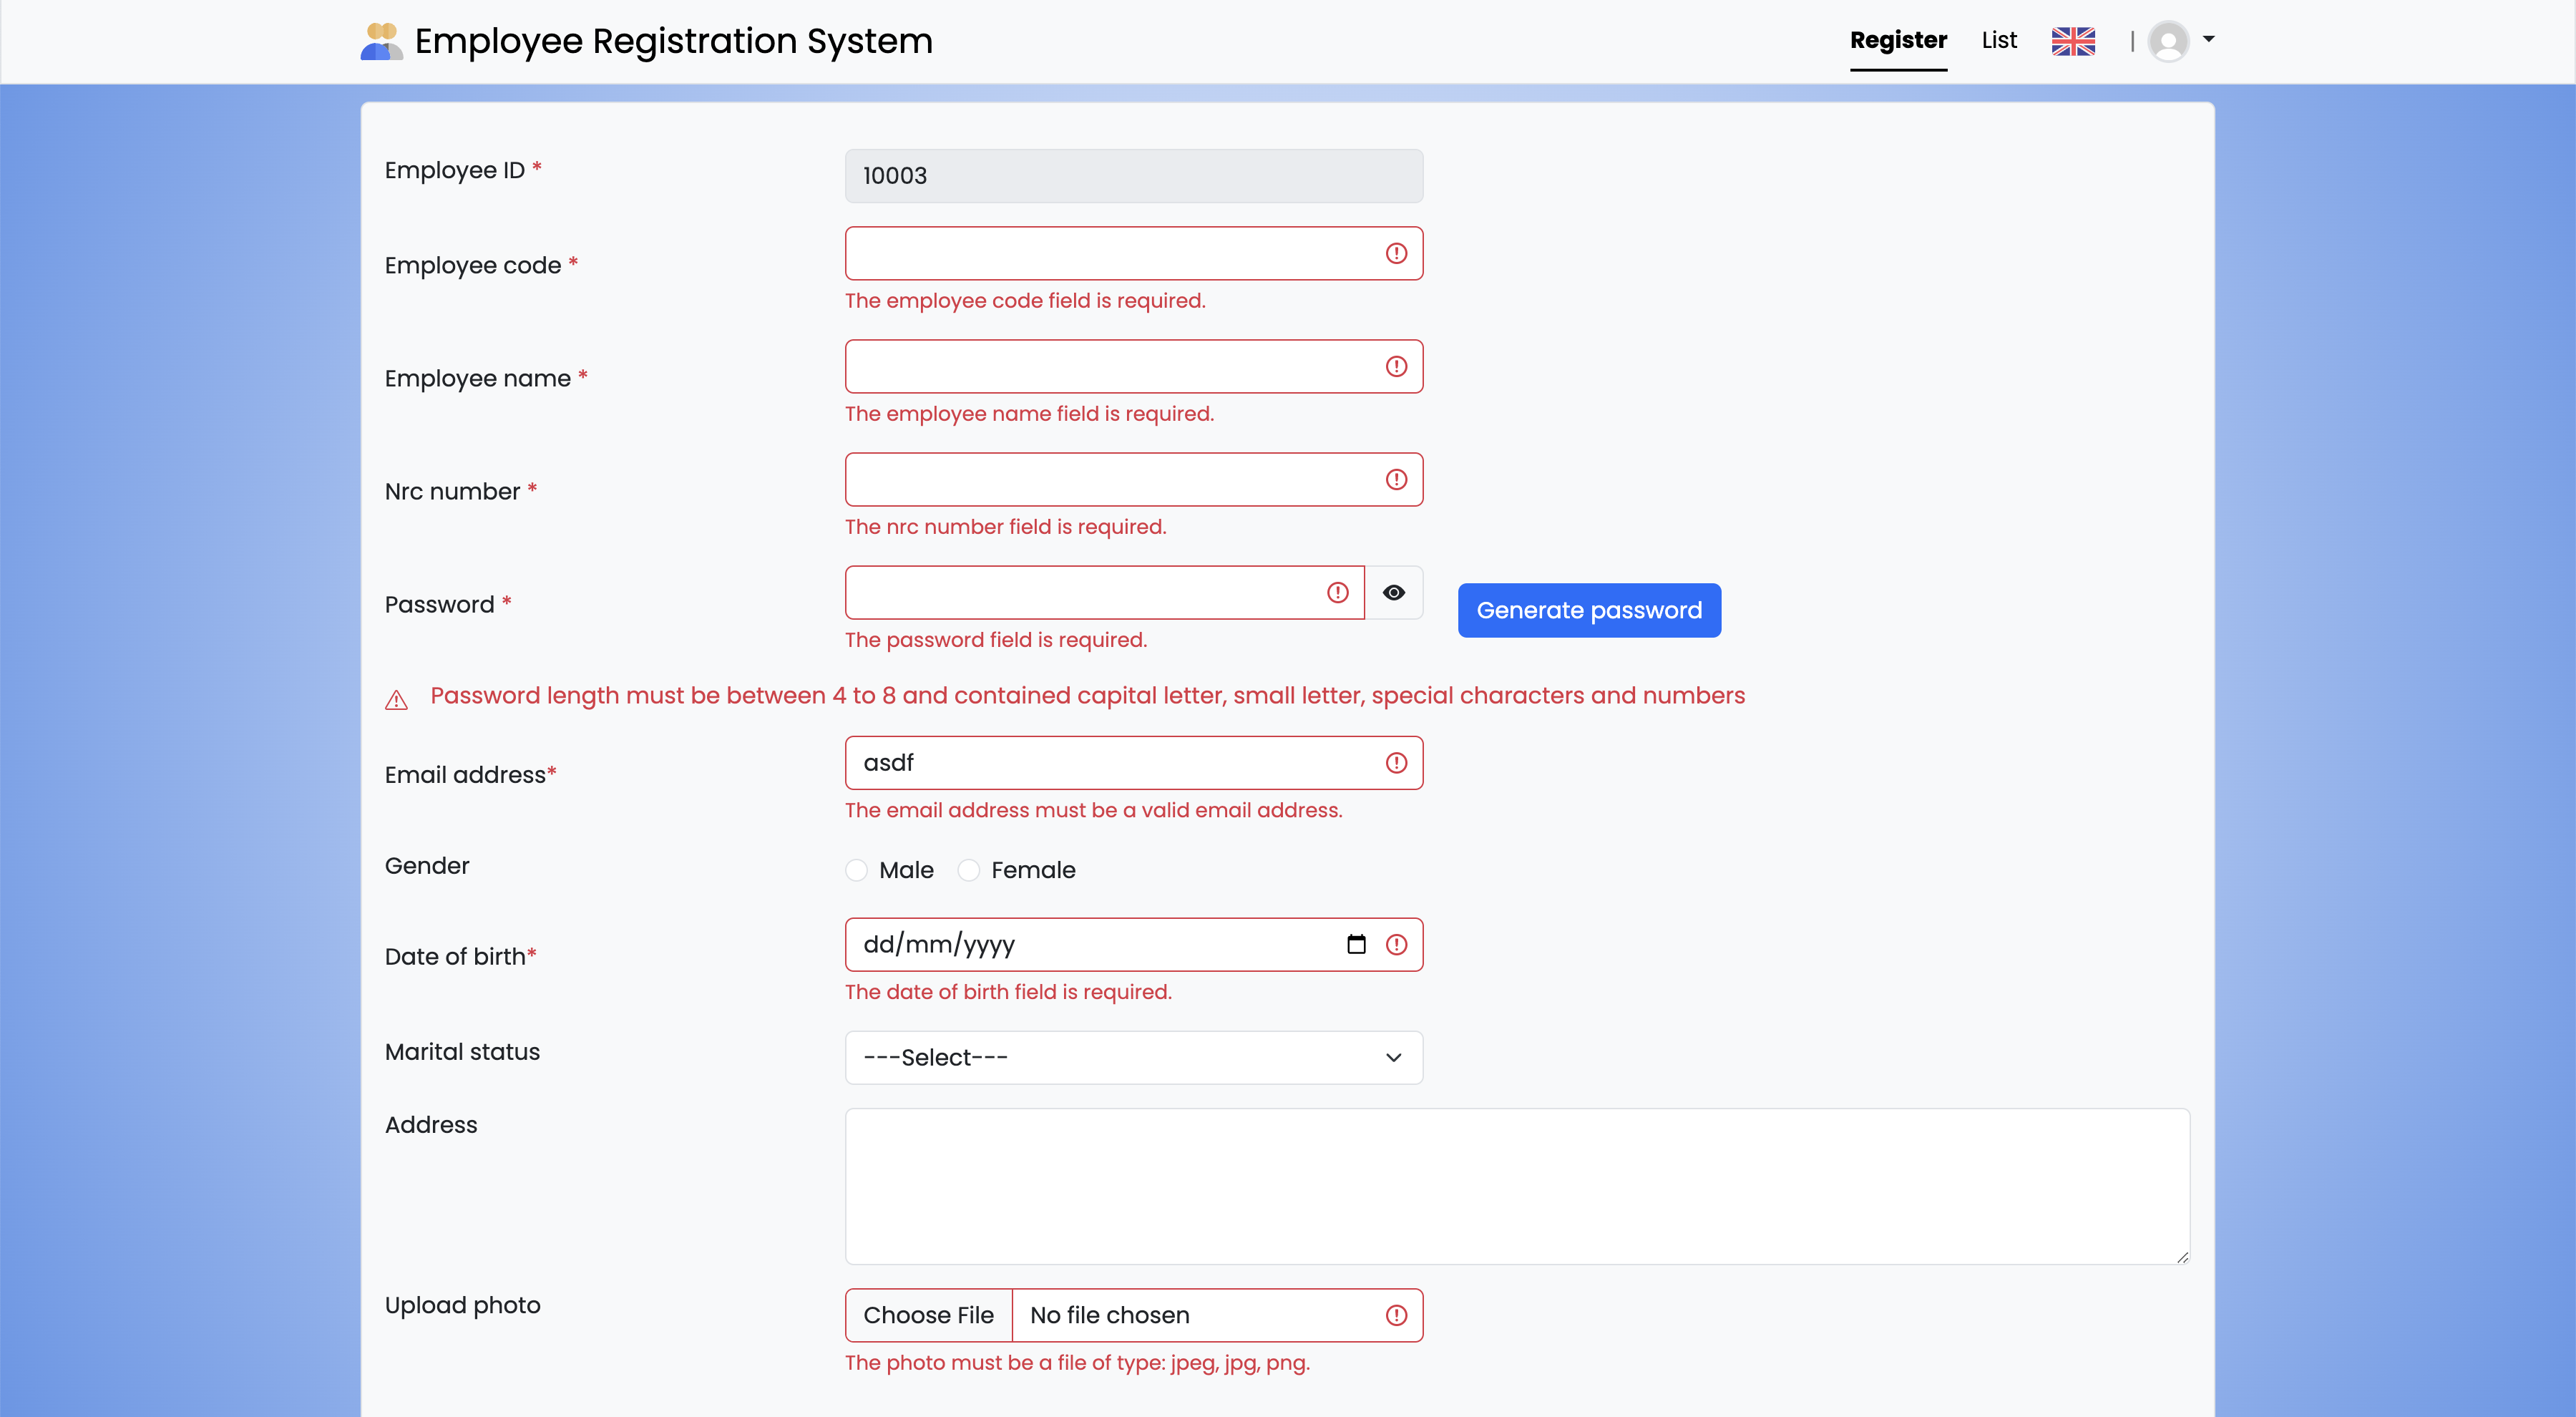 Employee Registration System
Register List |
Employee ID * 10003
Employee code *
The employee code field is required.
Employee name *
The employee name field is required.
Nrc number *
The nrc number field is required.
Password * Generate password
The password field is required.
Password length must be between 4 to 8 and contained capital letter, small letter, special characters and numbers
Email address* asdf
The email address must be a valid email address.
Gender Male Female
Date of birth* dd/mm/yyyy
The date of birth field is required.
Marital status ---Select---
Address
Upload photo Choose File No file chosen
The photo must be a file of type: jpeg, jpg, png.